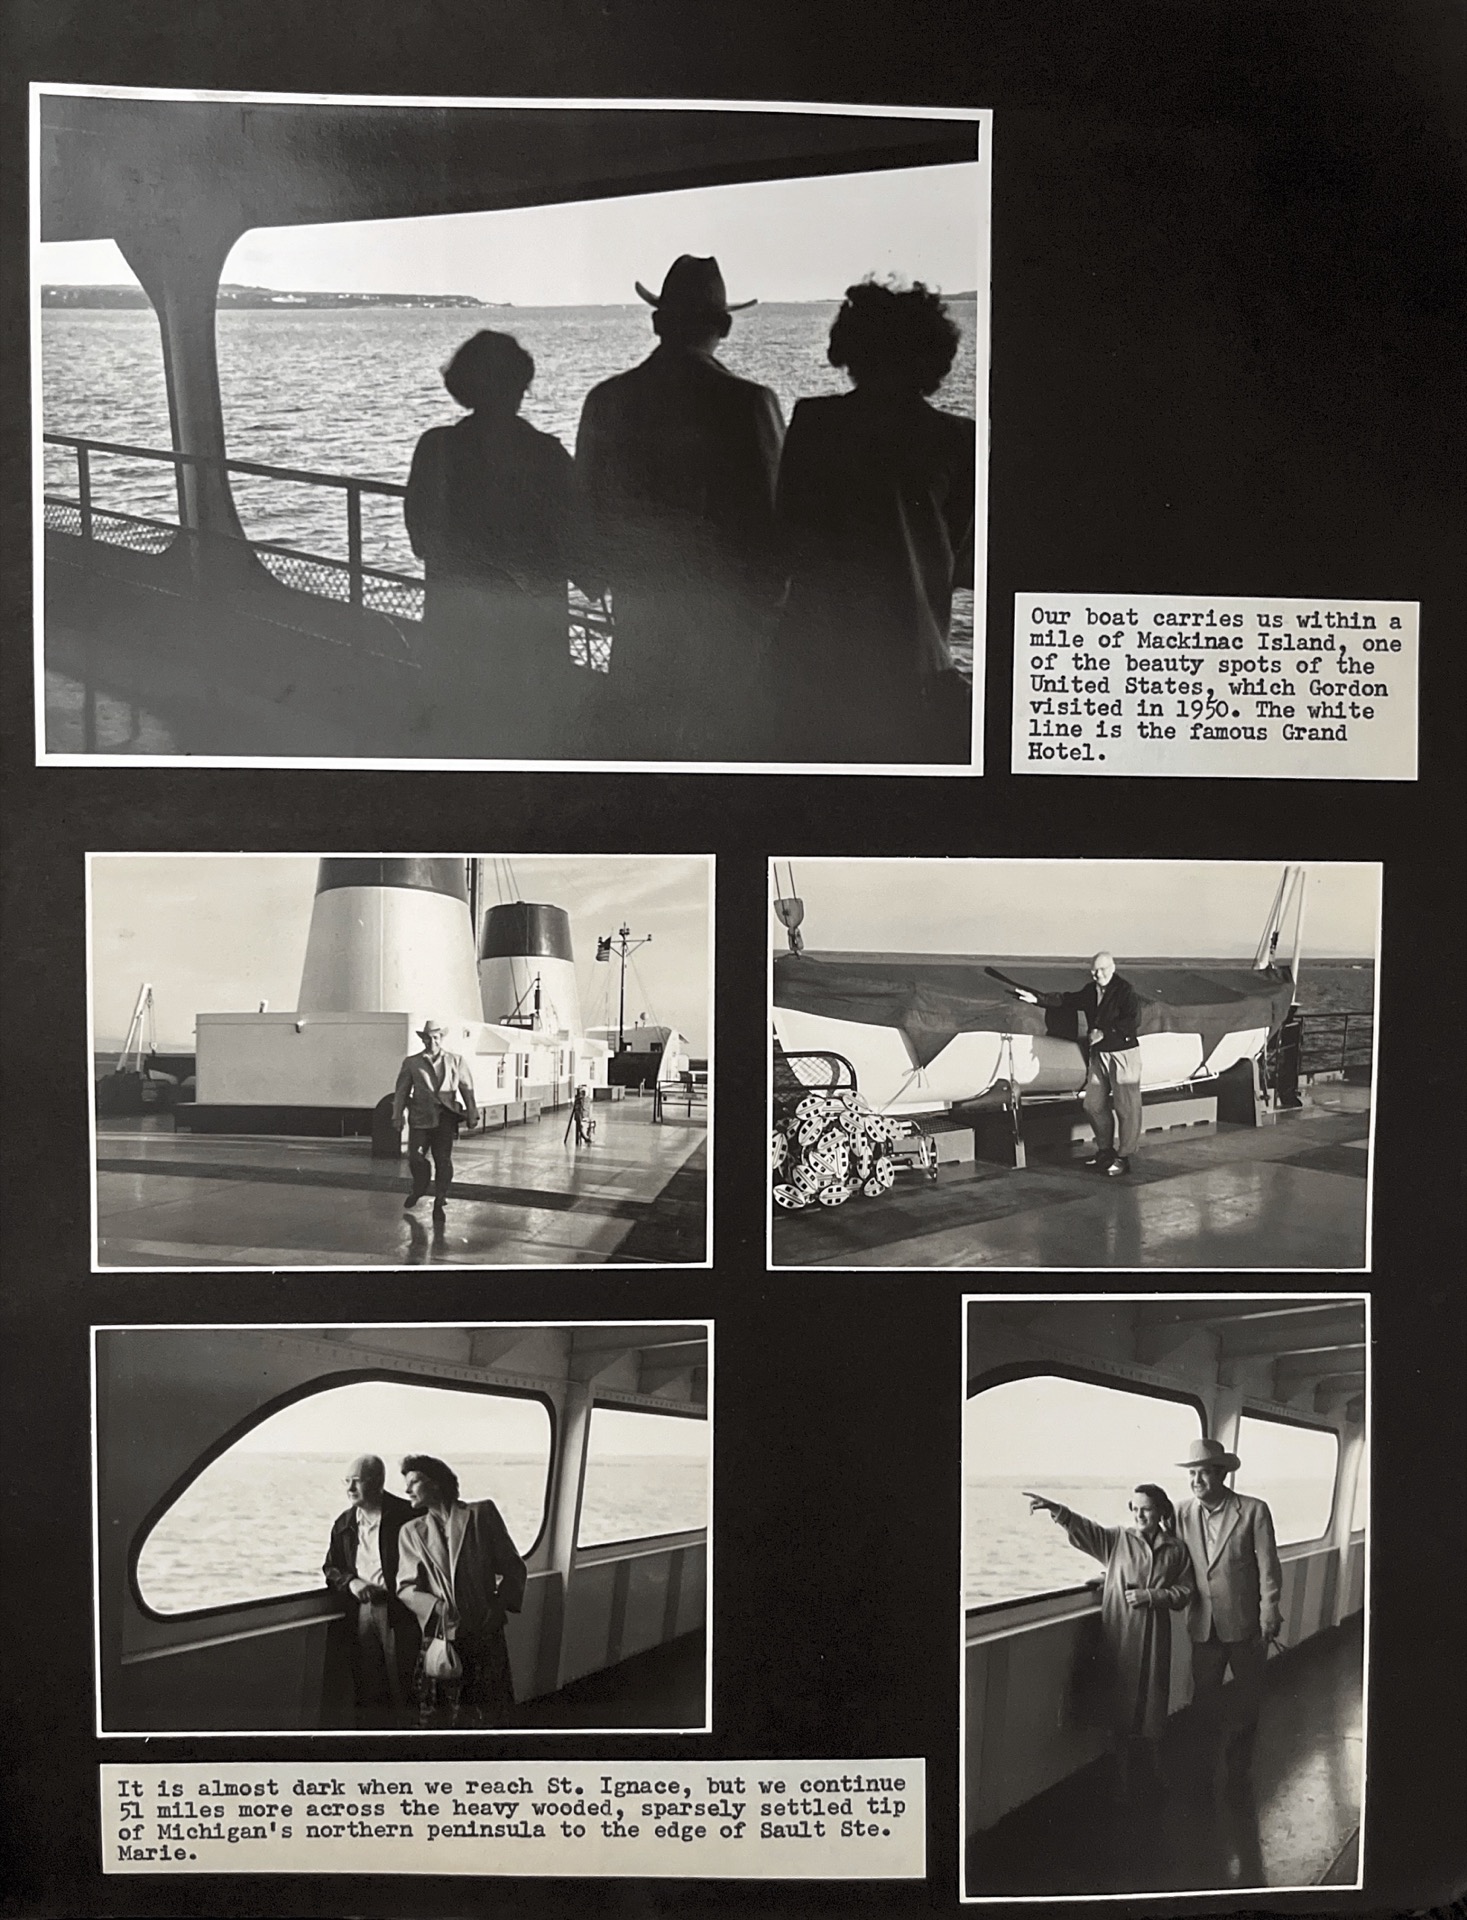 Our boat carries us within a
mile of Mackinac Island, one
of the beauty spots of the
United States, which Gordon
visited in 1950. The white
line is the famous Grand
Hotel.
It is almost dark when we reach St. Ignace, but we continue
51 miles more across the heavy wooded, sparsely settled tip
of Michigan's northern peninsula to the edge of Sault Ste.
Marie.